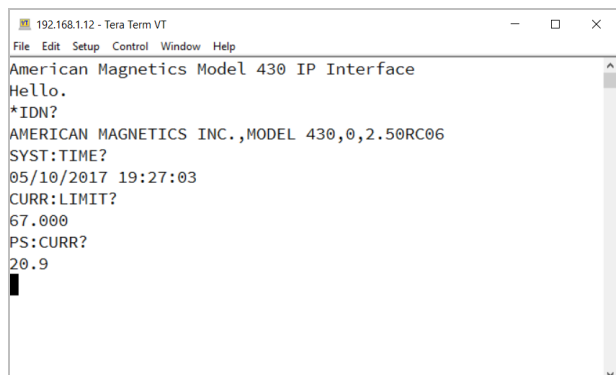 192.168.1.12 - Tera Term VT
File Edit Setup Control Window Help
American Magnetics Model 430 IP Interface
Hello.
*IDN?
AMERICAN MAGNETICS INC.,MODEL 430,0,2.50RC06
SYST:TIME?
05/10/2017 19:27:03
CURR:LIMIT?
67.000
PS:CURR?
20.9